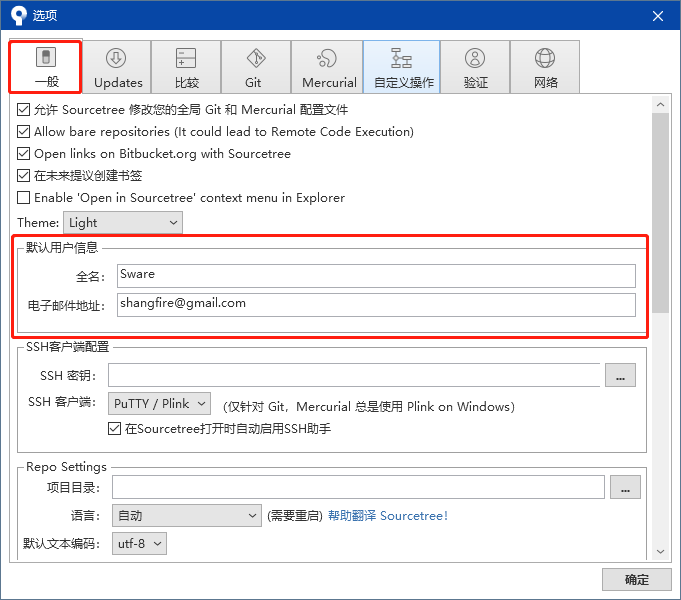 选项
一般 Updates 比较 Git Mercurial 自定义操作 验证 网络
允许 Sourcetree 修改您的全局 Git 和 Mercurial 配置文件
Allow bare repositories (It could lead to Remote Code Execution)
Open links on Bitbucket.org with Sourcetree
在未来提议创建书签
Enable 'Open in Sourcetree' context menu in Explorer
Theme: Light
默认用户信息
全名: Sware
电子邮件地址: shangfire@gmail.com
SSH客户端配置
SSH 密钥: ...
SSH 客户端: PuTTY / Plink (仅针对 Git，Mercurial 总是使用 Plink on Windows)
在Sourcetree打开时自动启用SSH助手
Repo Settings
项目目录: ...
语言: 自动 (需要重启) 帮助翻译 Sourcetree!
默认文本编码: utf-8
确定